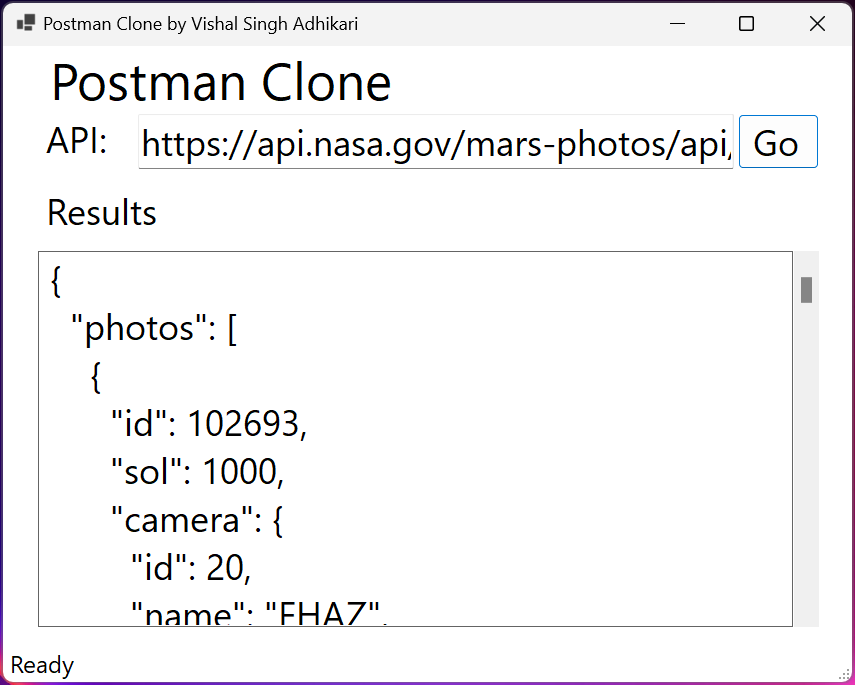 Postman Clone by Vishal Singh Adhikari
Postman Clone
API: https://api.nasa.gov/mars-photos/api/ Go
Results
{
"photos": [
{
"id": 102693,
"sol": 1000,
"camera": {
"id": 20,
"name": "FHAZ",
Ready